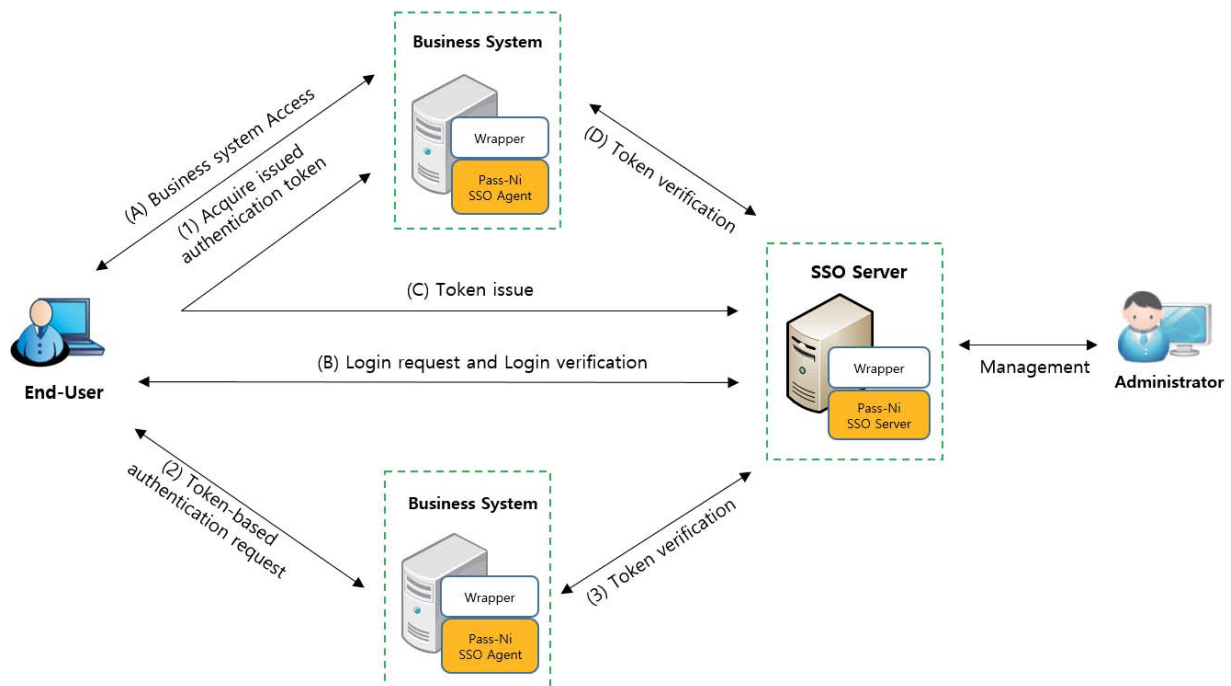 Business System
Wrapper
Pass-Ni
SSO Agent
(A) Business system Access
(1) Acquire issued
authentication token
(D) Token verification
SSO Server
Wrapper
Pass-Ni
SSO Server
(C) Token issue
(B) Login request and Login verification
End-User
Management
Administrator
(2) Token-based
authentication request
Business System
Wrapper
Pass-Ni
SSO Agent
(3) Token verification